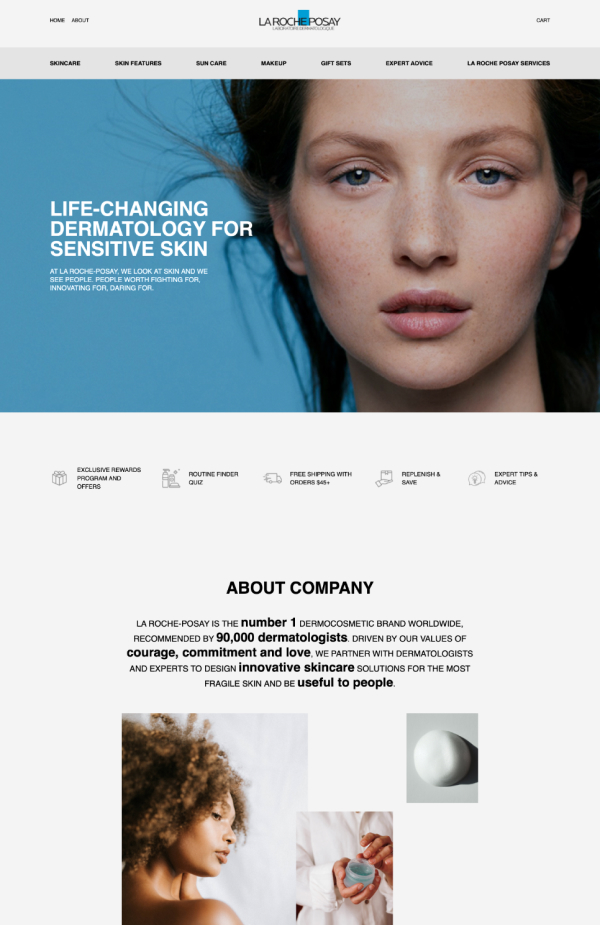 HOME ABOUT
LA ROCHE POSAY
LABORATOIRE DERMATOLOGIQUE
CART
SKINCARE SKIN FEATURES SUN CARE MAKEUP GIFT SETS EXPERT ADVICE LA ROCHE POSAY SERVICES
LIFE-CHANGING
DERMATOLOGY FOR
SENSITIVE SKIN
AT LA ROCHE-POSAY, WE LOOK AT SKIN AND WE
SEE PEOPLE. PEOPLE WORTH FIGHTING FOR,
INNOVATING FOR, DARING FOR.
EXCLUSIVE REWARDS
PROGRAM AND
OFFERS
ROUTINE FINDER
QUIZ
FREE SHIPPING WITH
ORDERS $45+
REPLENISH &
SAVE
EXPERT TIPS &
ADVICE
ABOUT COMPANY
LA ROCHE-POSAY IS THE number 1 DERMOCOSMETIC BRAND WORLDWIDE,
RECOMMENDED BY 90,000 dermatologists. DRIVEN BY OUR VALUES OF
courage, commitment and love, WE PARTNER WITH DERMATOLOGISTS
AND EXPERTS TO DESIGN innovative skincare SOLUTIONS FOR THE MOST
FRAGILE SKIN AND BE useful to people.